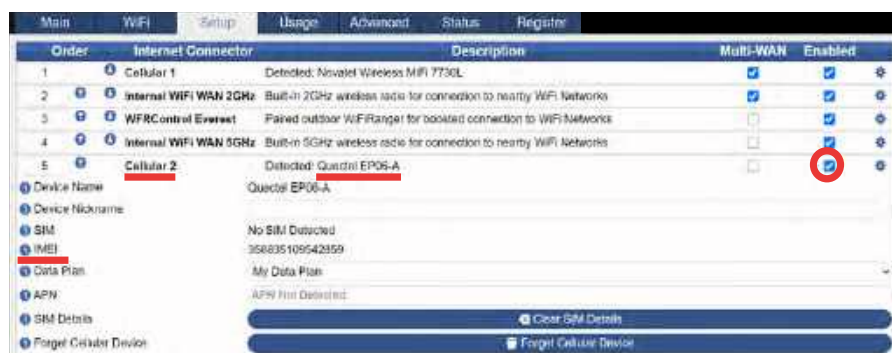 Main WiFi Setup Usage Advanced Status Register
Order Internet Connector Description Multi-WAN Enabled
1 Cellular 1 Detected: Novatel Wireless MiFi 7730L
2 Internal WiFi WAN 2GHz Built-in 2GHz wireless radio for connection to nearby WiFi Networks
3 WFRControl Everest Paired outdoor WiFiRanger for boosted connection to WiFi Networks
4 Internal WiFi WAN 5GHz Built-in 5GHz wireless radio for connection to nearby WiFi Networks
5 Cellular 2 Detected: Quectel EP06-A
Device Name Quectel EP06-A
Device Nickname
SIM No SIM Detected
IMEI 358835109542859
Data Plan My Data Plan
APN APN Not Detected
SIM Details Clear SIM Details
Forget Cellular Device Forget Cellular Device